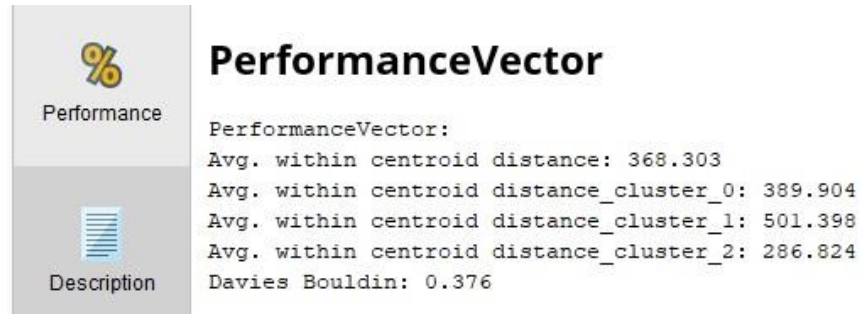 Performance
Description
PerformanceVector
PerformanceVector:
Avg. within centroid distance: 368.303
Avg. within centroid distance_cluster_0: 389.904
Avg. within centroid distance_cluster_1: 501.398
Avg. within centroid distance_cluster_2: 286.824
Davies Bouldin: 0.376